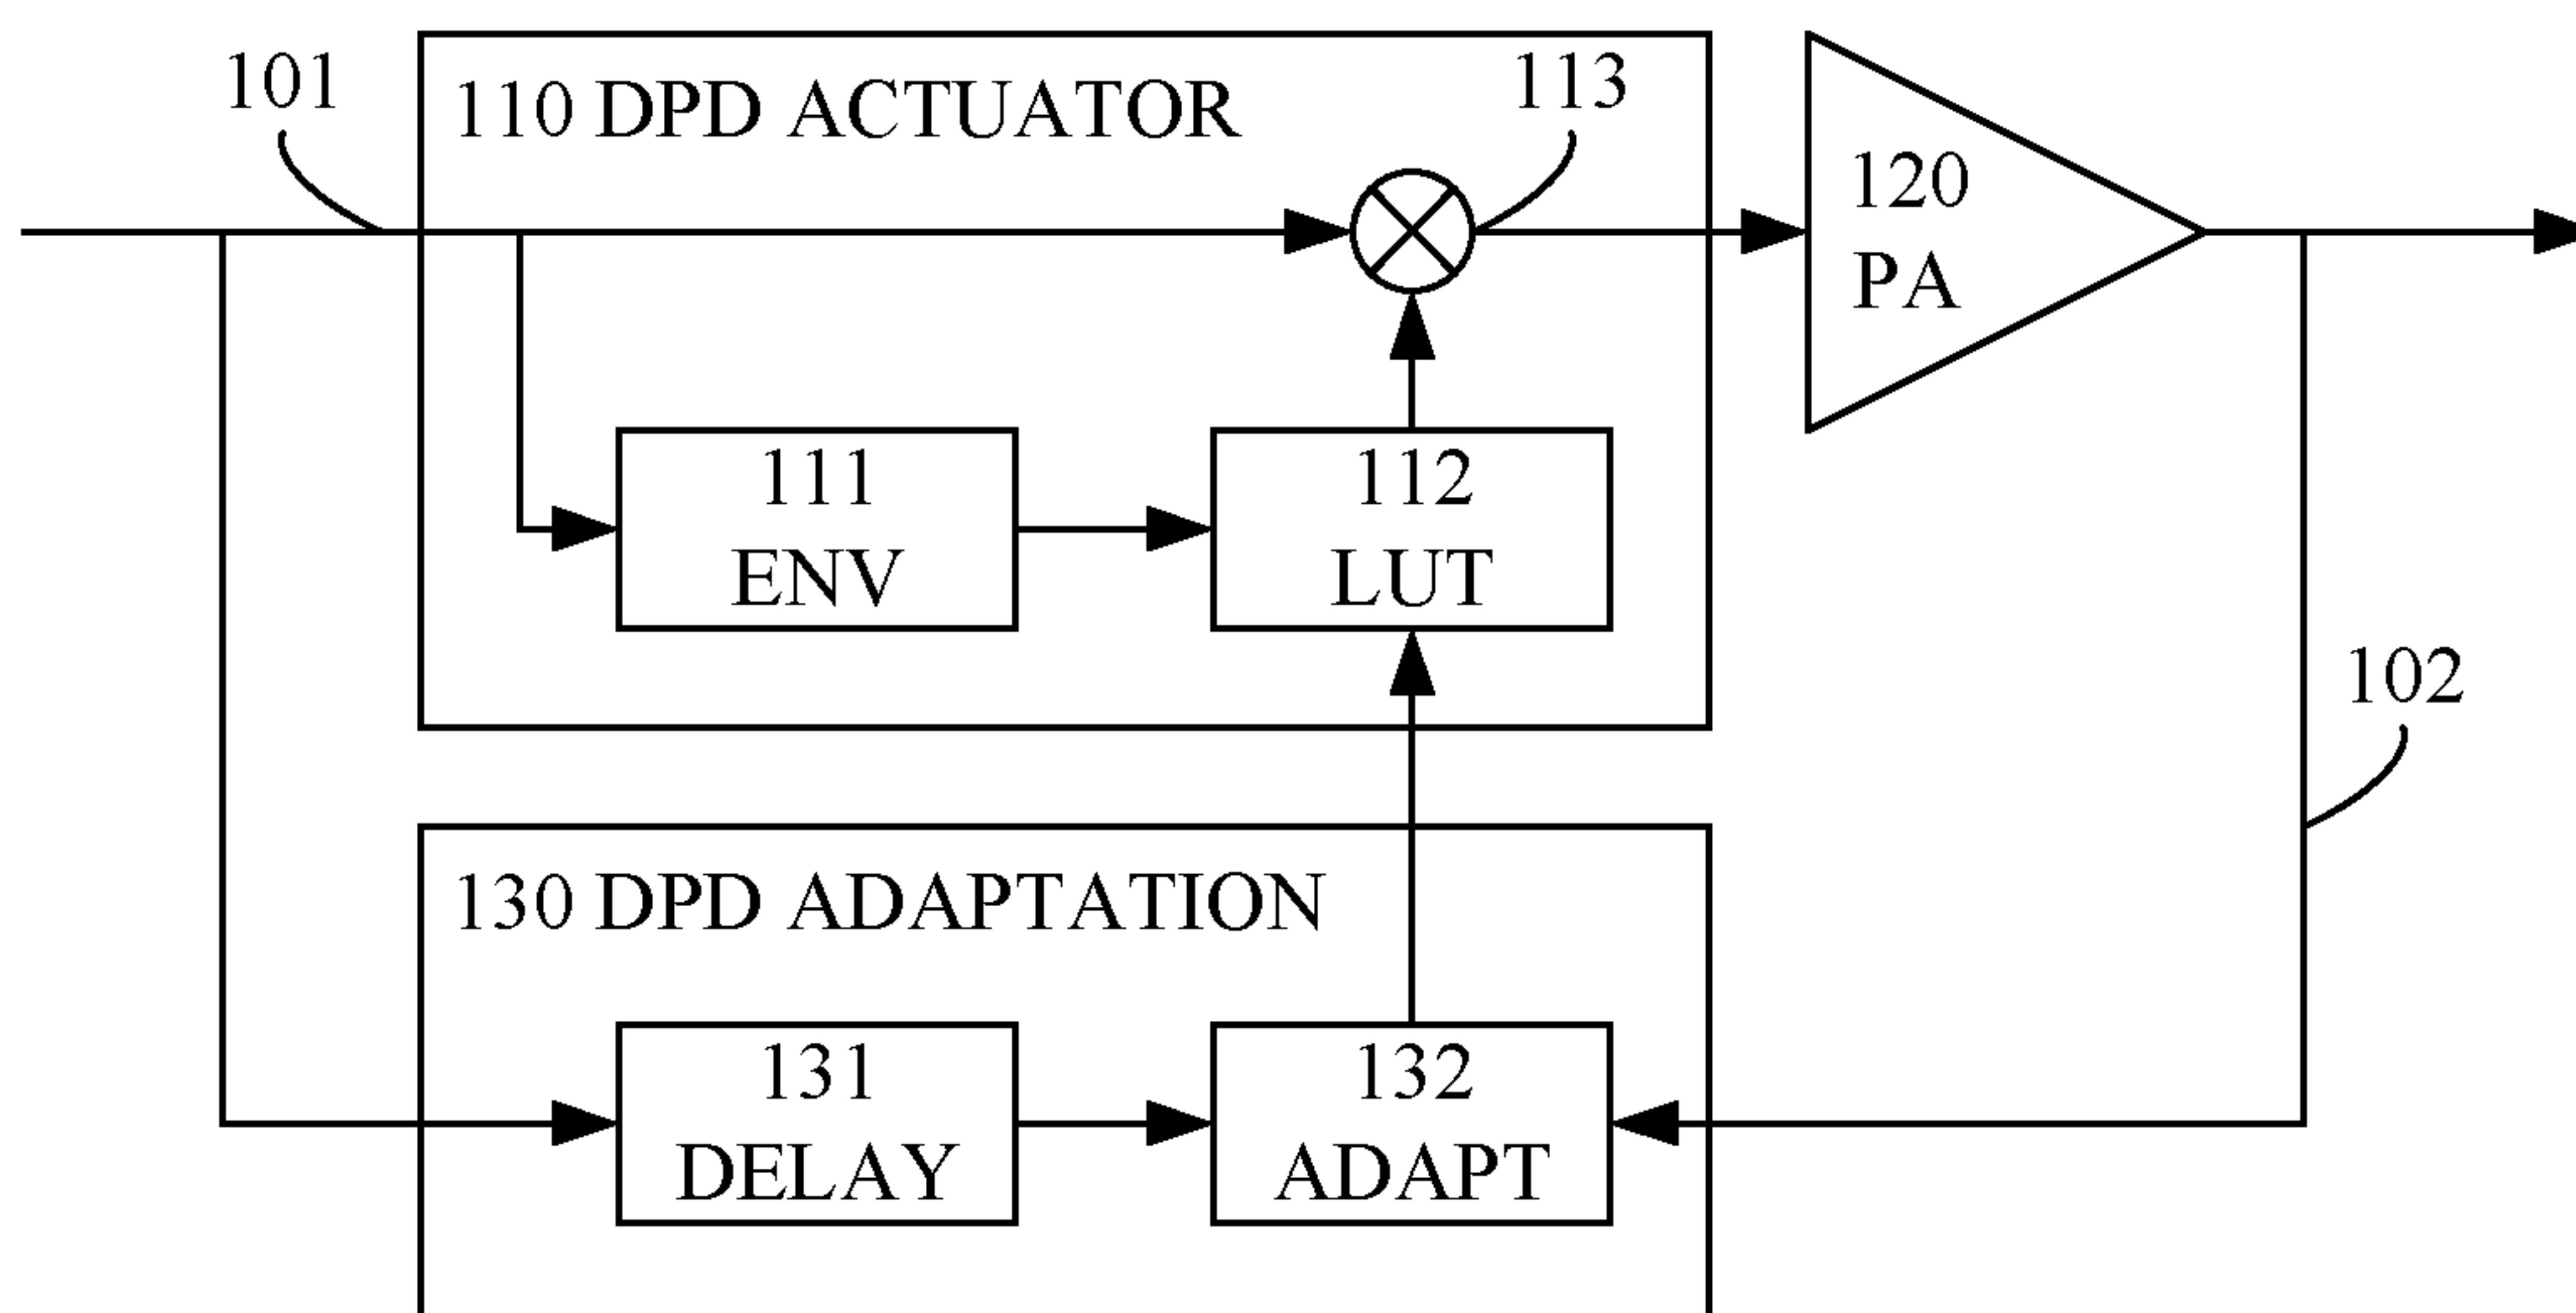 101
110 DPD ACTUATOR
113
120
PA
111
ENV
112
LUT
102
130 DPD ADAPTATION
131
DELAY
132
ADAPT